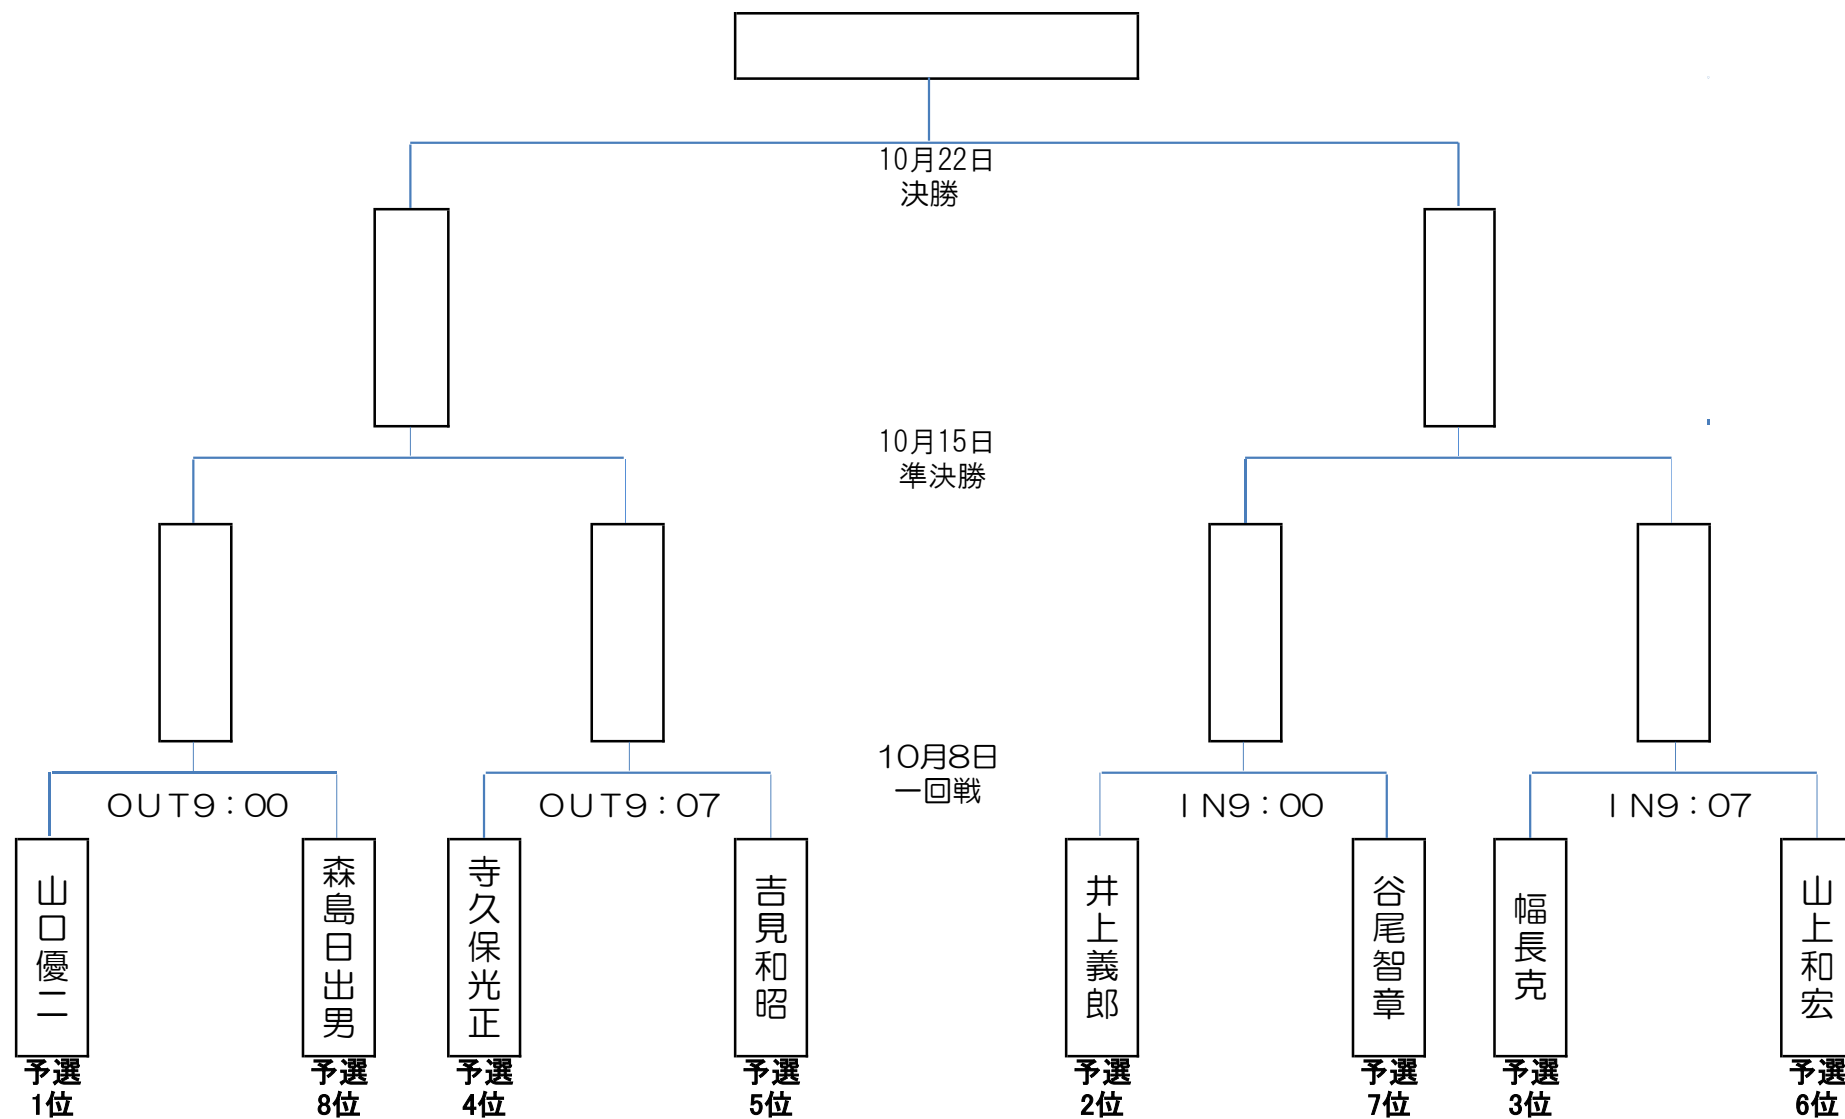 10月22日
決勝
10月15日
準決勝
10月8日
一回戦
OUT9:00
OUT9:07
IN9:00
IN9:07
山口優二
森島日出男
寺久保光正
吉見和昭
井上義郎
谷尾智章
幅長克
山上和宏
予選
1位
予選
8位
予選
4位
予選
5位
予選
2位
予選
7位
予選
3位
予選
6位